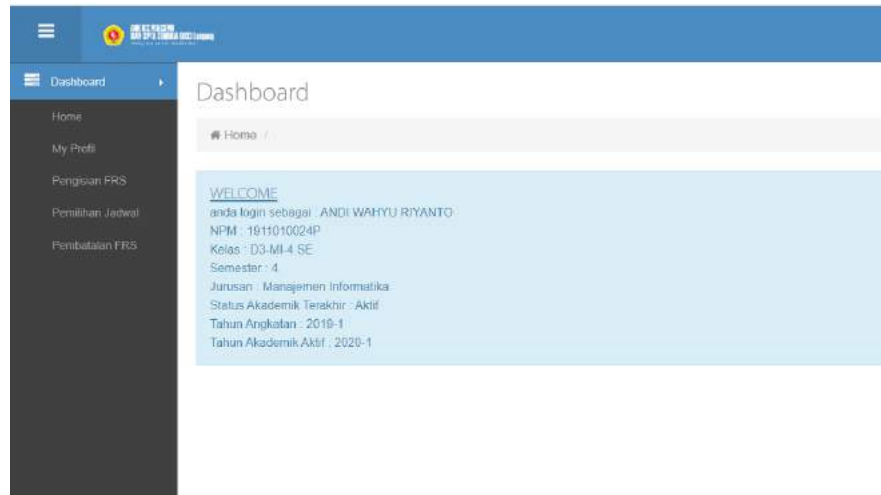 Dashboard
Home
My Profil
Pengisian FRS
Pemilihan Jadwal
Pembatalan FRS
Dashboard
Home /
WELCOME
anda login sebagai : ANDI WAHYU RIYANTO
NPM : 1911010024P
Kelas : D3-MI-4 SE
Semester : 4
Jurusan : Manajemen Informatika
Status Akademik Terakhir : Aktif
Tahun Angkatan : 2019-1
Tahun Akademik Aktif : 2020-1